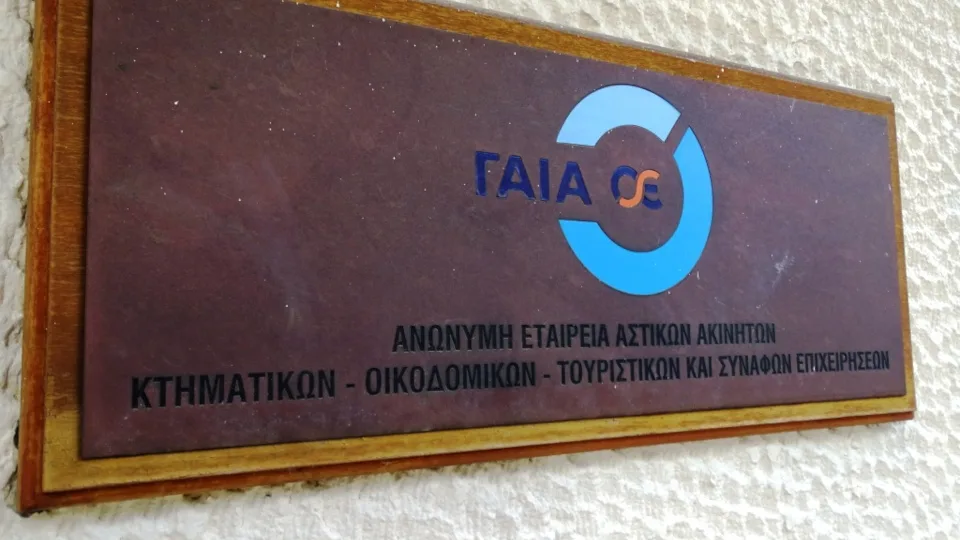 ΓΑΙΑ ΟΣΕ
ΑΝΩΝΥΜΗ ΕΤΑΙΡΕΙΑ ΑΣΤΙΚΩΝ ΑΚΙΝΗΤΩΝ
ΚΤΗΜΑΤΙΚΩΝ - ΟΙΚΟΔΟΜΙΚΩΝ - ΤΟΥΡΙΣΤΙΚΩΝ ΚΑΙ ΣΥΝΑΦΩΝ ΕΠΙΧΕΙΡΗΣΕΩΝ